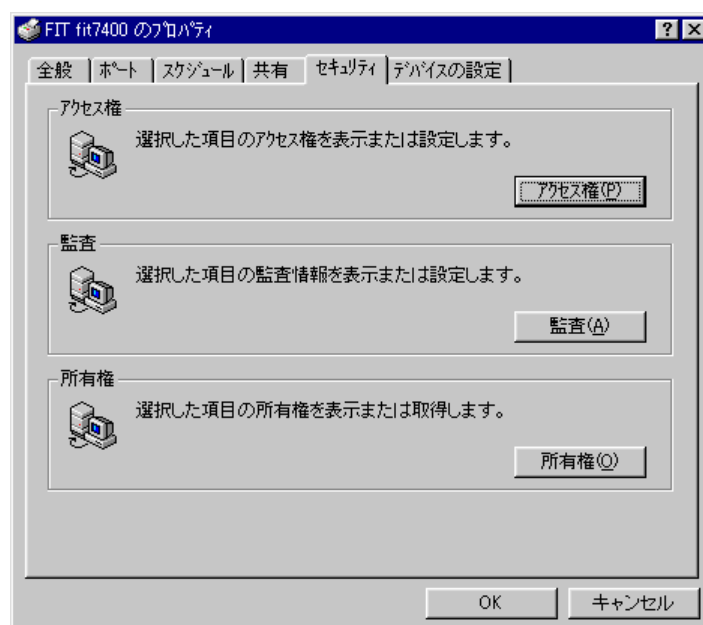 FIT fit7400 のﾌﾟﾛﾊﾟﾃｨ
全般 ﾎﾟｰﾄ ｽｹｼﾞｭｰﾙ 共有 ｾｷｭﾘﾃｨ ﾃﾞﾊﾞｲｽの設定
ｱｸｾｽ権
選択した項目のｱｸｾｽ権を表示または設定します。
ｱｸｾｽ権(P)
監査
選択した項目の監査情報を表示または設定します。
監査(A)
所有権
選択した項目の所有権を表示または取得します。
所有権(O)
OK キャンセル